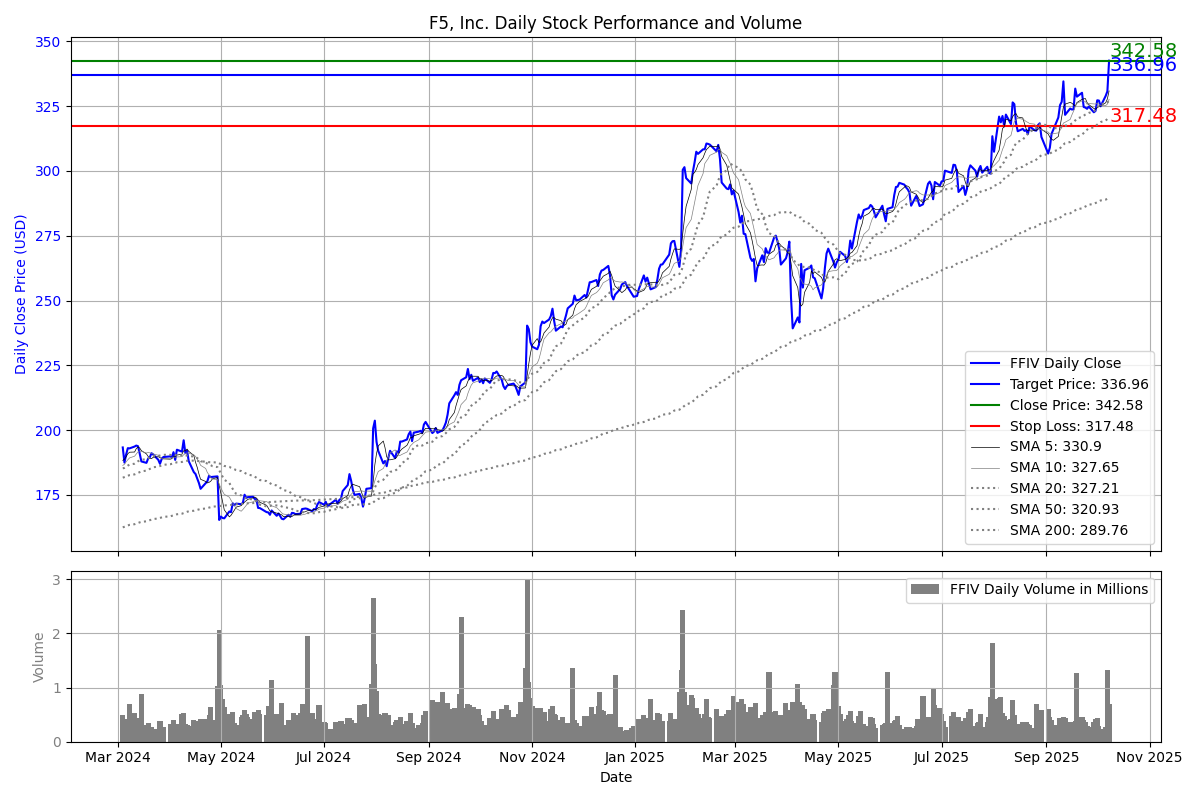 F5, Inc. Daily Stock Performance and Volume
Daily Close Price (USD)
350
325
300
275
250
225
200
175
342.58
336.96
317.48
FFIV Daily Close
Target Price: 336.96
Close Price: 342.58
Stop Loss: 317.48
SMA 5: 330.9
SMA 10: 327.65
SMA 20: 327.21
SMA 50: 320.93
SMA 200: 289.76
Volume
3
2
1
0
FFIV Daily Volume in Millions
Mar 2024 May 2024 Jul 2024 Sep 2024 Nov 2024 Jan 2025 Mar 2025 May 2025 Jul 2025 Sep 2025 Nov 2025
Date